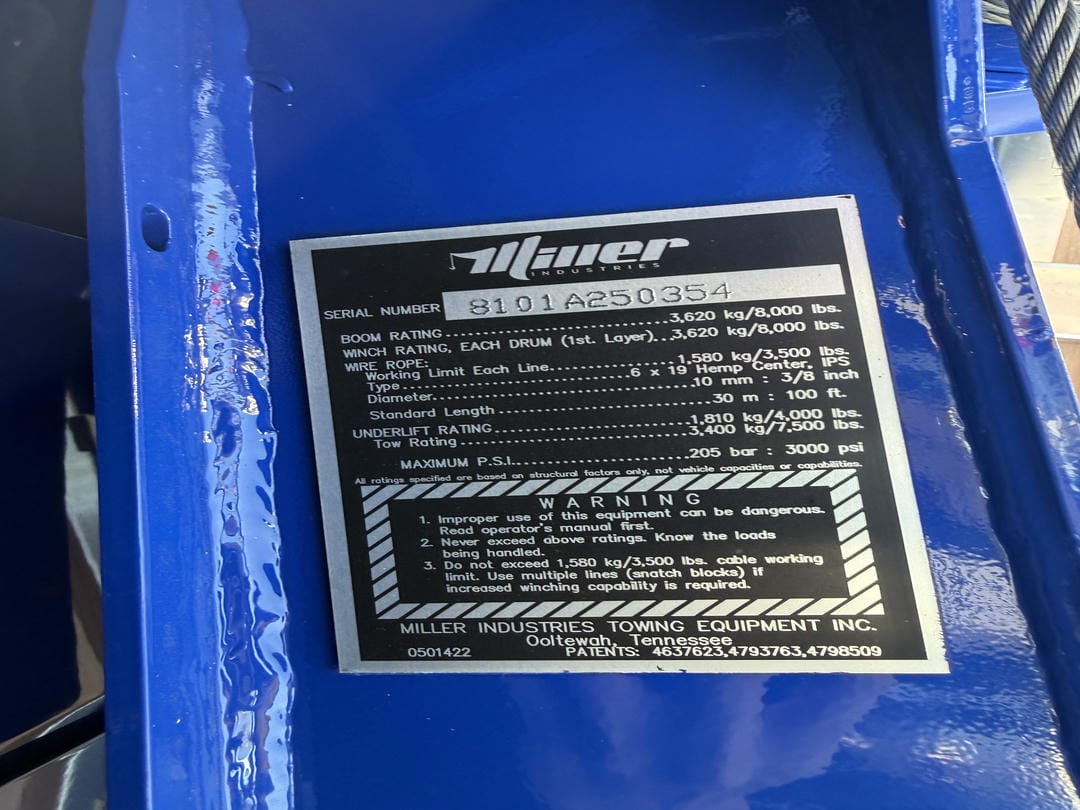 Miller
INDUSTRIES
SERIAL NUMBER 8101A250354
BOOM RATING........................................3,620 kg/8,000 lbs.
WINCH RATING, EACH DRUM (1st. Layer)...3,620 kg/8,000 lbs.
WIRE ROPE:
Working Limit Each Line....................1,580 kg/3,500 lbs.
Type....................................6 x 19 Hemp Center, IPS
Diameter..........................................10 mm : 3/8 inch
Standard Length ...................................30 m : 100 ft.
UNDERLIFT RATING ..............................1,810 kg/4,000 lbs.
Tow Rating ....................................3,400 kg/7,500 lbs.
MAXIMUM P.S.I............................205 bar : 3000 psi
All ratings specified are based on structural factors only, not vehicle capacities or capabilities.
WARNING
1. Improper use of this equipment can be dangerous.
Read operator's manual first.
2. Never exceed above ratings. Know the loads
being handled.
3. Do not exceed 1,580 kg/3,500 lbs. cable working
limit. Use multiple lines (snatch blocks) if
increased winching capability is required.
MILLER INDUSTRIES TOWING EQUIPMENT INC.
Ooltewah, Tennessee
0501422 PATENTS: 4637623,4793763,4798509